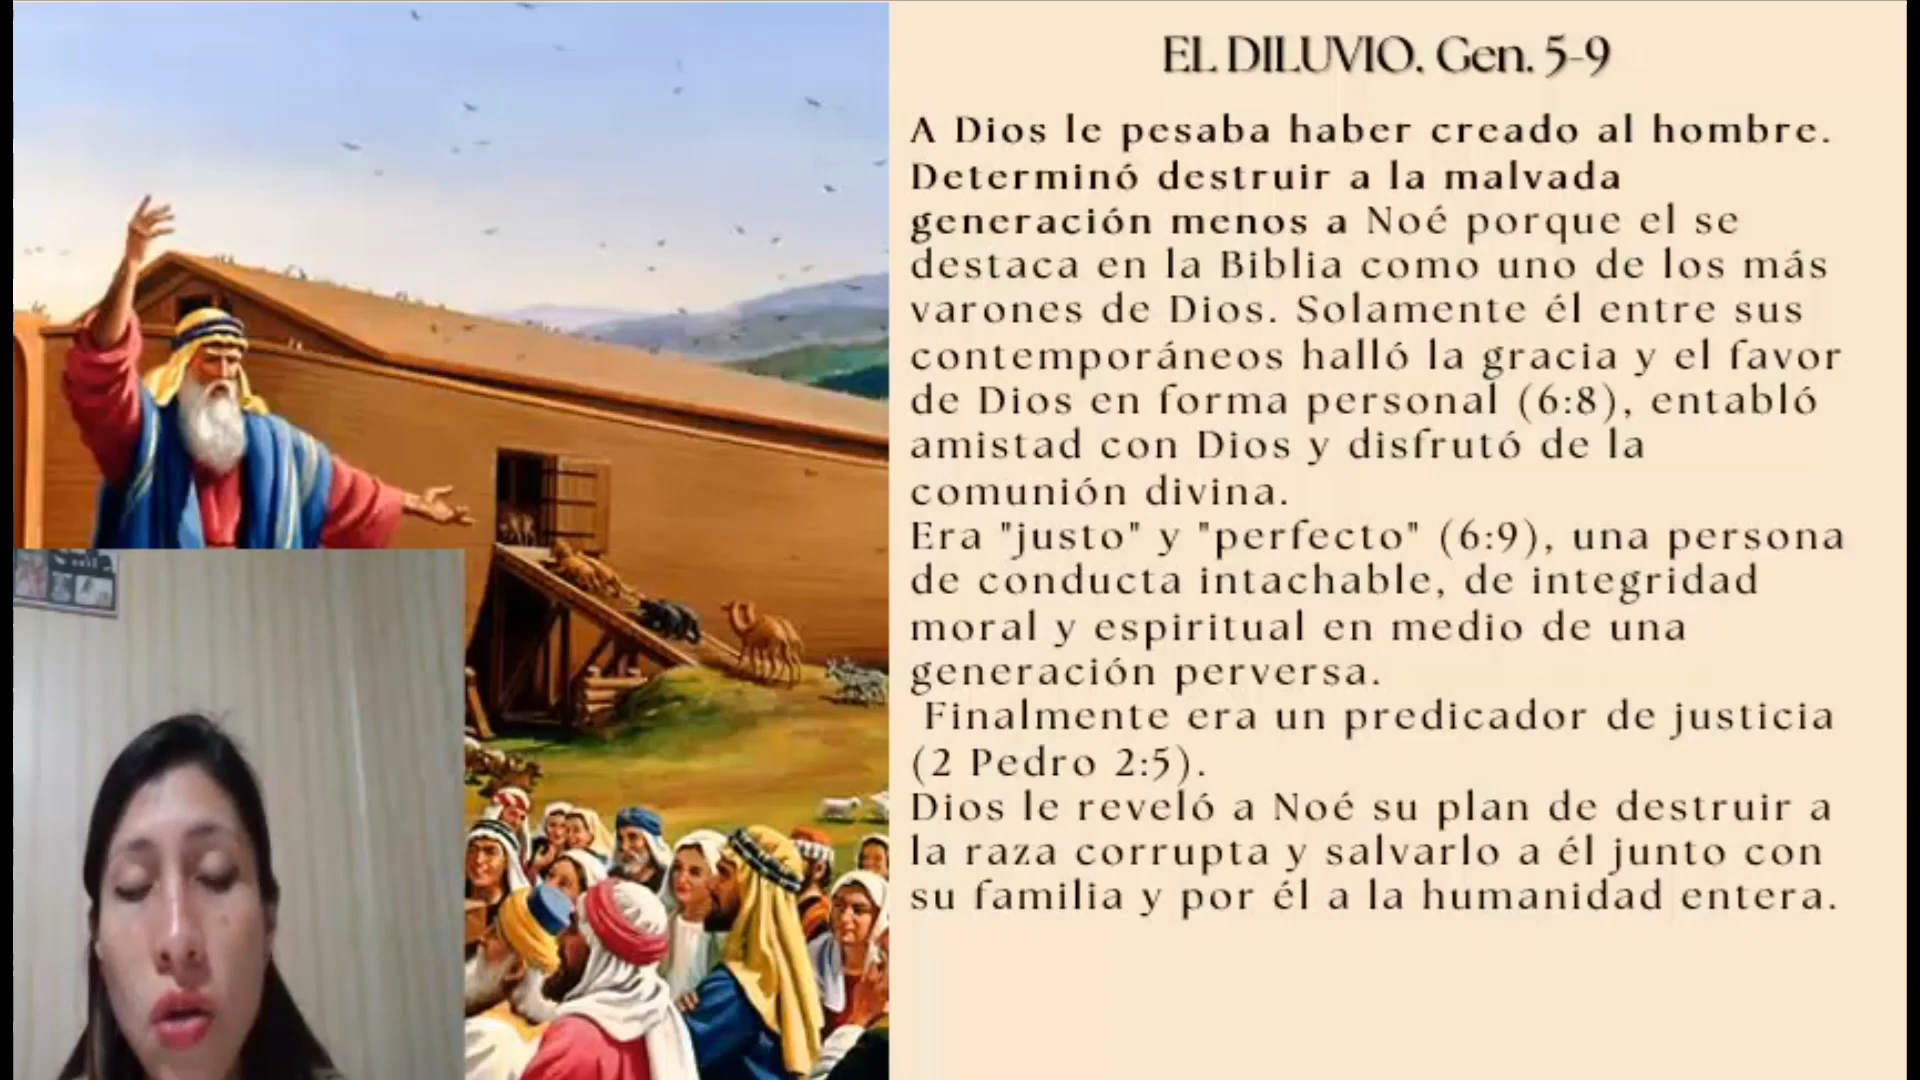 EL DILUVIO. Gen. 5-9
A Dios le pesaba haber creado al hombre.
Determinó destruir a la malvada
generación menos a Noé porque el se
destaca en la Biblia como uno de los más
varones de Dios. Solamente él entre sus
contemporáneos halló la gracia y el favor
de Dios en forma personal (6:8), entabló
amistad con Dios y disfrutó de la
comunión divina.
Era "justo" y "perfecto" (6:9), una persona
de conducta intachable, de integridad
moral y espiritual en medio de una
generación perversa.
Finalmente era un predicador de justicia
(2 Pedro 2:5).
Dios le reveló a Noé su plan de destruir a
la raza corrupta y salvarlo a él junto con
su familia y por él a la humanidad entera.